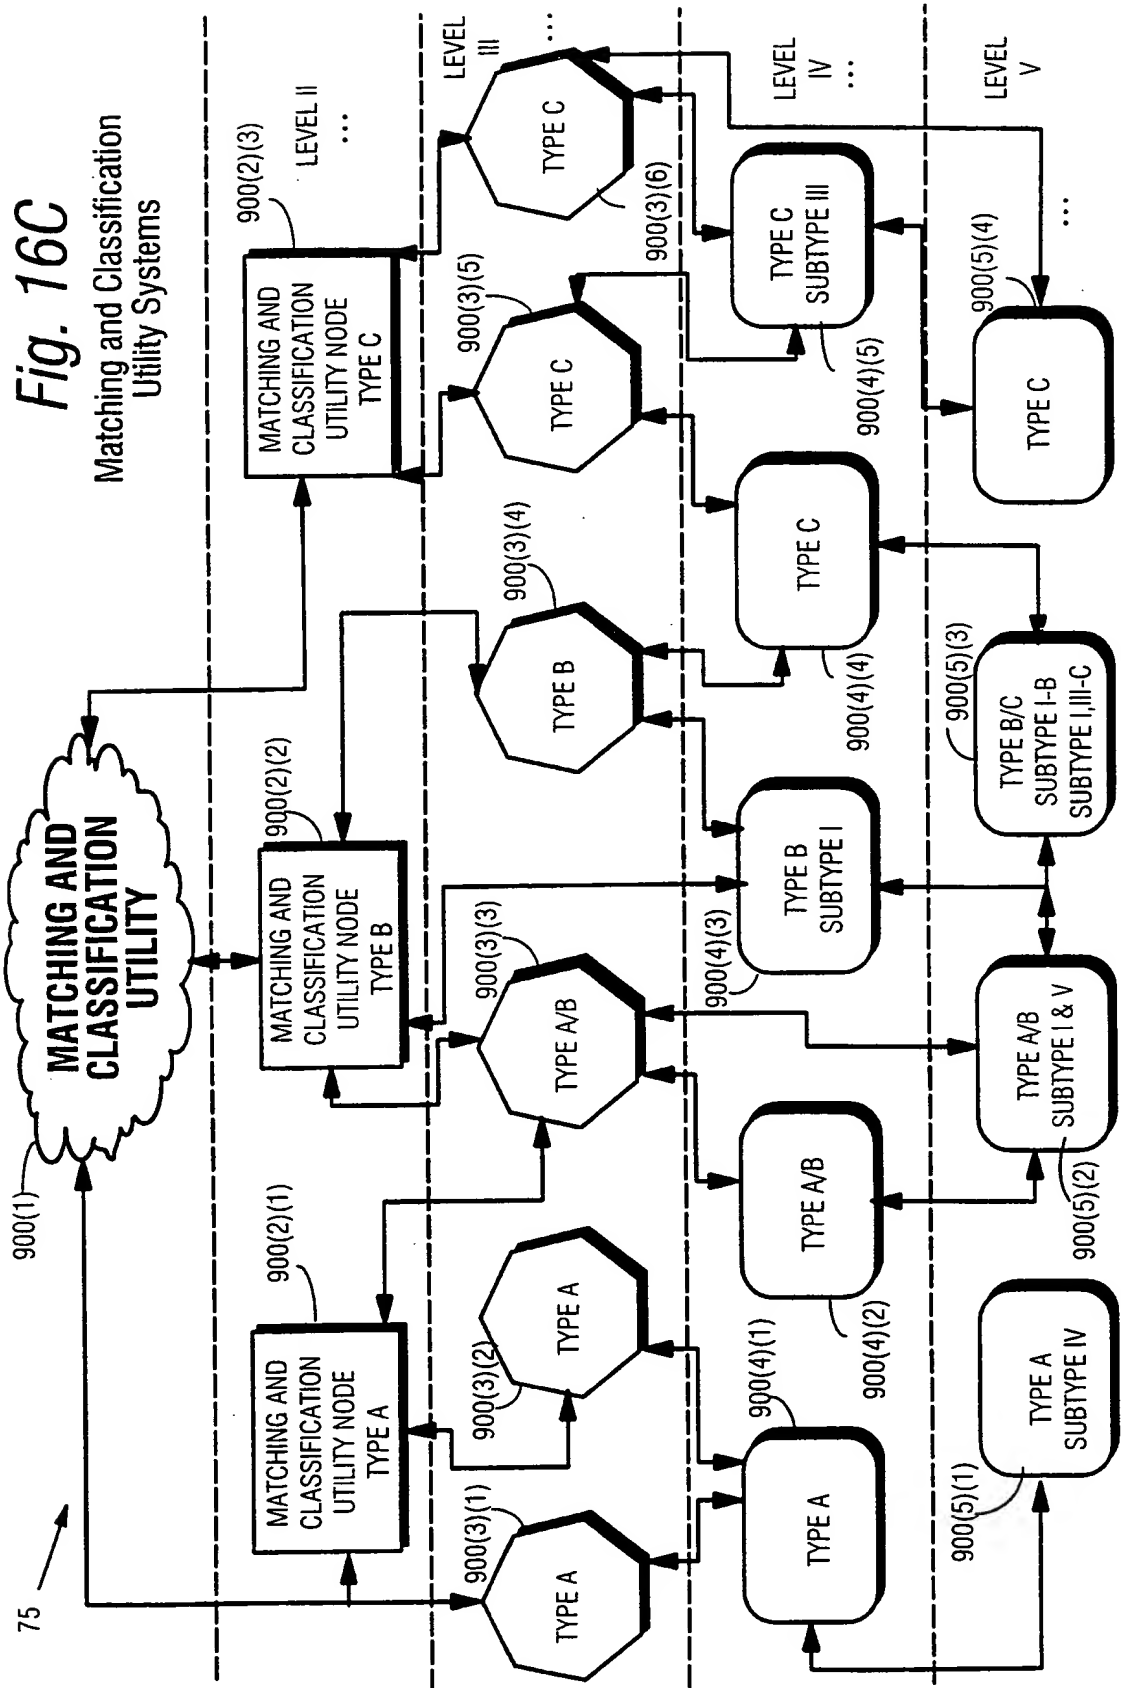 Fig. 16C
Matching and Classification
Utility Systems
75
900(1)
MATCHING AND
CLASSIFICATION
UTILITY
LEVEL II
...
900(2)(1)
MATCHING AND
CLASSIFICATION
UTILITY NODE
TYPE A
900(2)(2)
MATCHING AND
CLASSIFICATION
UTILITY NODE
TYPE B
900(2)(3)
MATCHING AND
CLASSIFICATION
UTILITY NODE
TYPE C
LEVEL
III
...
900(3)(1)
TYPE A
900(3)(2)
TYPE A
900(3)(3)
TYPE A/B
900(3)(4)
TYPE B
900(3)(5)
TYPE C
900(3)(6)
TYPE C
LEVEL
IV
...
900(4)(1)
TYPE A
900(4)(2)
TYPE A/B
900(4)(3)
TYPE B
SUBTYPE I
900(4)(4)
TYPE C
900(4)(5)
TYPE C
SUBTYPE III
LEVEL
V
...
900(5)(1)
TYPE A
SUBTYPE IV
900(5)(2)
TYPE A/B
SUBTYPE I & V
900(5)(3)
TYPE B/C
SUBTYPE I-B
SUBTYPE I,III-C
900(5)(4)
TYPE C